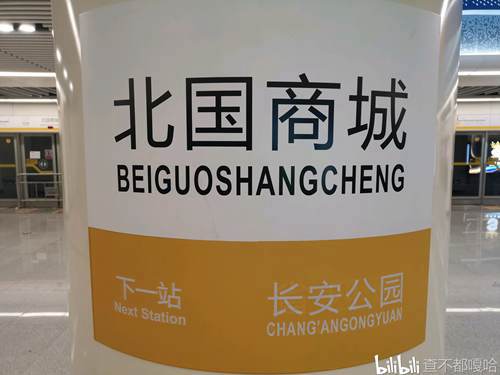 北国商城
BEIGUOSHANGCHENG
下一站
Next Station
长安公园
CHANG'ANGONGYUAN
bilibili 查不都嘎哈